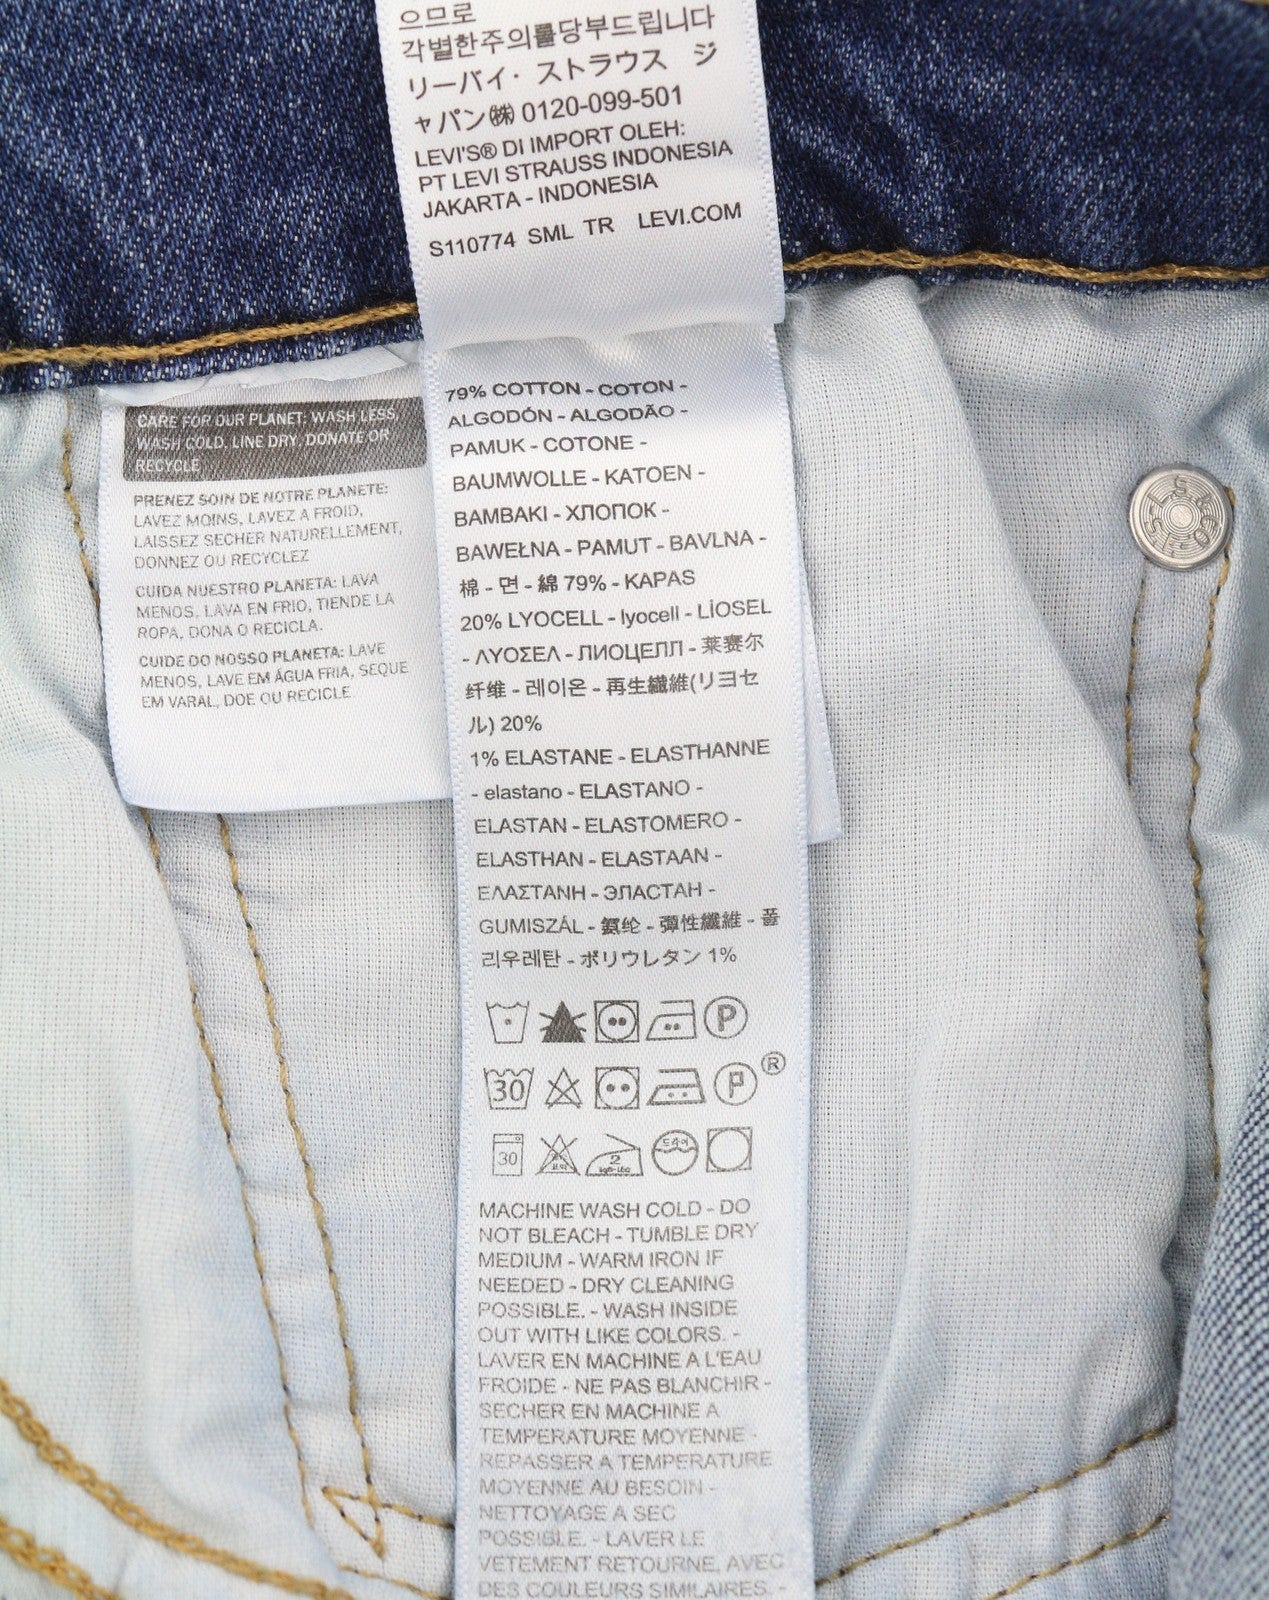 으므로
각별한주의를당부드립니다
リーバイ・ストラウス ジ
ャパン㈱ 0120-099-501
LEVI'S® DI IMPORT OLEH:
PT LEVI STRAUSS INDONESIA
JAKARTA - INDONESIA
S110774 SML TR LEVI.COM
CARE FOR OUR PLANET: WASH LESS,
WASH COLD, LINE DRY, DONATE OR
RECYCLE
PRENEZ SOIN DE NOTRE PLANETE:
LAVEZ MOINS, LAVEZ A FROID,
LAISSEZ SECHER NATURELLEMENT,
DONNEZ OU RECYCLEZ
CUIDA NUESTRO PLANETA: LAVA
MENOS, LAVA EN FRIO, TIENDE LA
ROPA, DONA O RECICLA.
CUIDE DO NOSSO PLANETA: LAVE
MENOS, LAVE EM ÁGUA FRIA, SEQUE
EM VARAL, DOE OU RECICLE
79% COTTON - COTON -
ALGODÓN - ALGODÃO -
PAMUK - COTONE -
BAUMWOLLE - KATOEN -
BAMBAKI - ХЛОПОК -
BAWEŁNA - PAMUT - BAVLNA -
棉 - 면 - 綿 79% - KAPAS
20% LYOCELL - lyocell - LİOSEL
- ΛΥΟΣΕΛ - ЛИОЦЕЛЛ - 莱赛尔
纤维 - 레이온 - 再生繊維(リヨセ
ル) 20%
1% ELASTANE - ELASTHANNE
- elastano - ELASTANO -
ELASTAN - ELASTOMERO -
ELASTHAN - ELASTAAN -
ΕΛΑΣΤΑΝΗ - ЭЛАСТАН -
GUMISZÁL - 氨纶 - 彈性纖維 - 폴
리우레탄 - ポリウレタン 1%
P
30 P ®
30 2 드라이
MACHINE WASH COLD - DO
NOT BLEACH - TUMBLE DRY
MEDIUM - WARM IRON IF
NEEDED - DRY CLEANING
POSSIBLE. - WASH INSIDE
OUT WITH LIKE COLORS. -
LAVER EN MACHINE A L'EAU
FROIDE - NE PAS BLANCHIR -
SECHER EN MACHINE A
TEMPERATURE MOYENNE -
REPASSER A TEMPERATURE
MOYENNE AU BESOIN -
NETTOYAGE A SEC
POSSIBLE. - LAVER LE
VETEMENT RETOURNE, AVEC
DES COULEURS SIMILAIRES. -